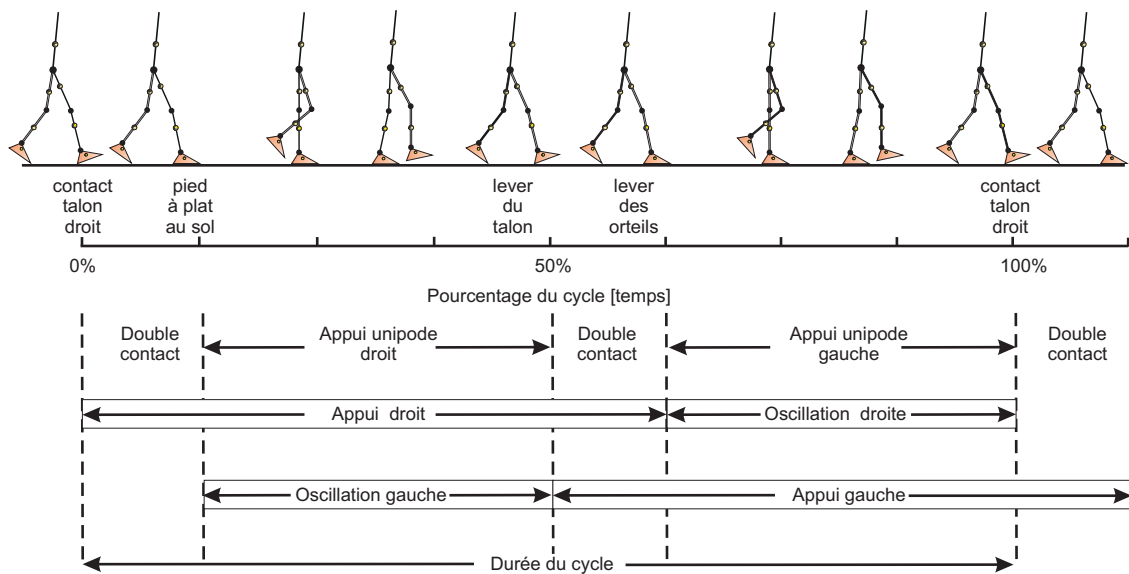 contact
talon
droit
pied
à plat
au sol
lever
du
talon
lever
des
orteils
contact
talon
droit
0%
50%
100%
Pourcentage du cycle [temps]
Double
contact
Appui unipode
droit
Double
contact
Appui unipode
gauche
Double
contact
Appui droit
Oscillation droite
Oscillation gauche
Appui gauche
Durée du cycle